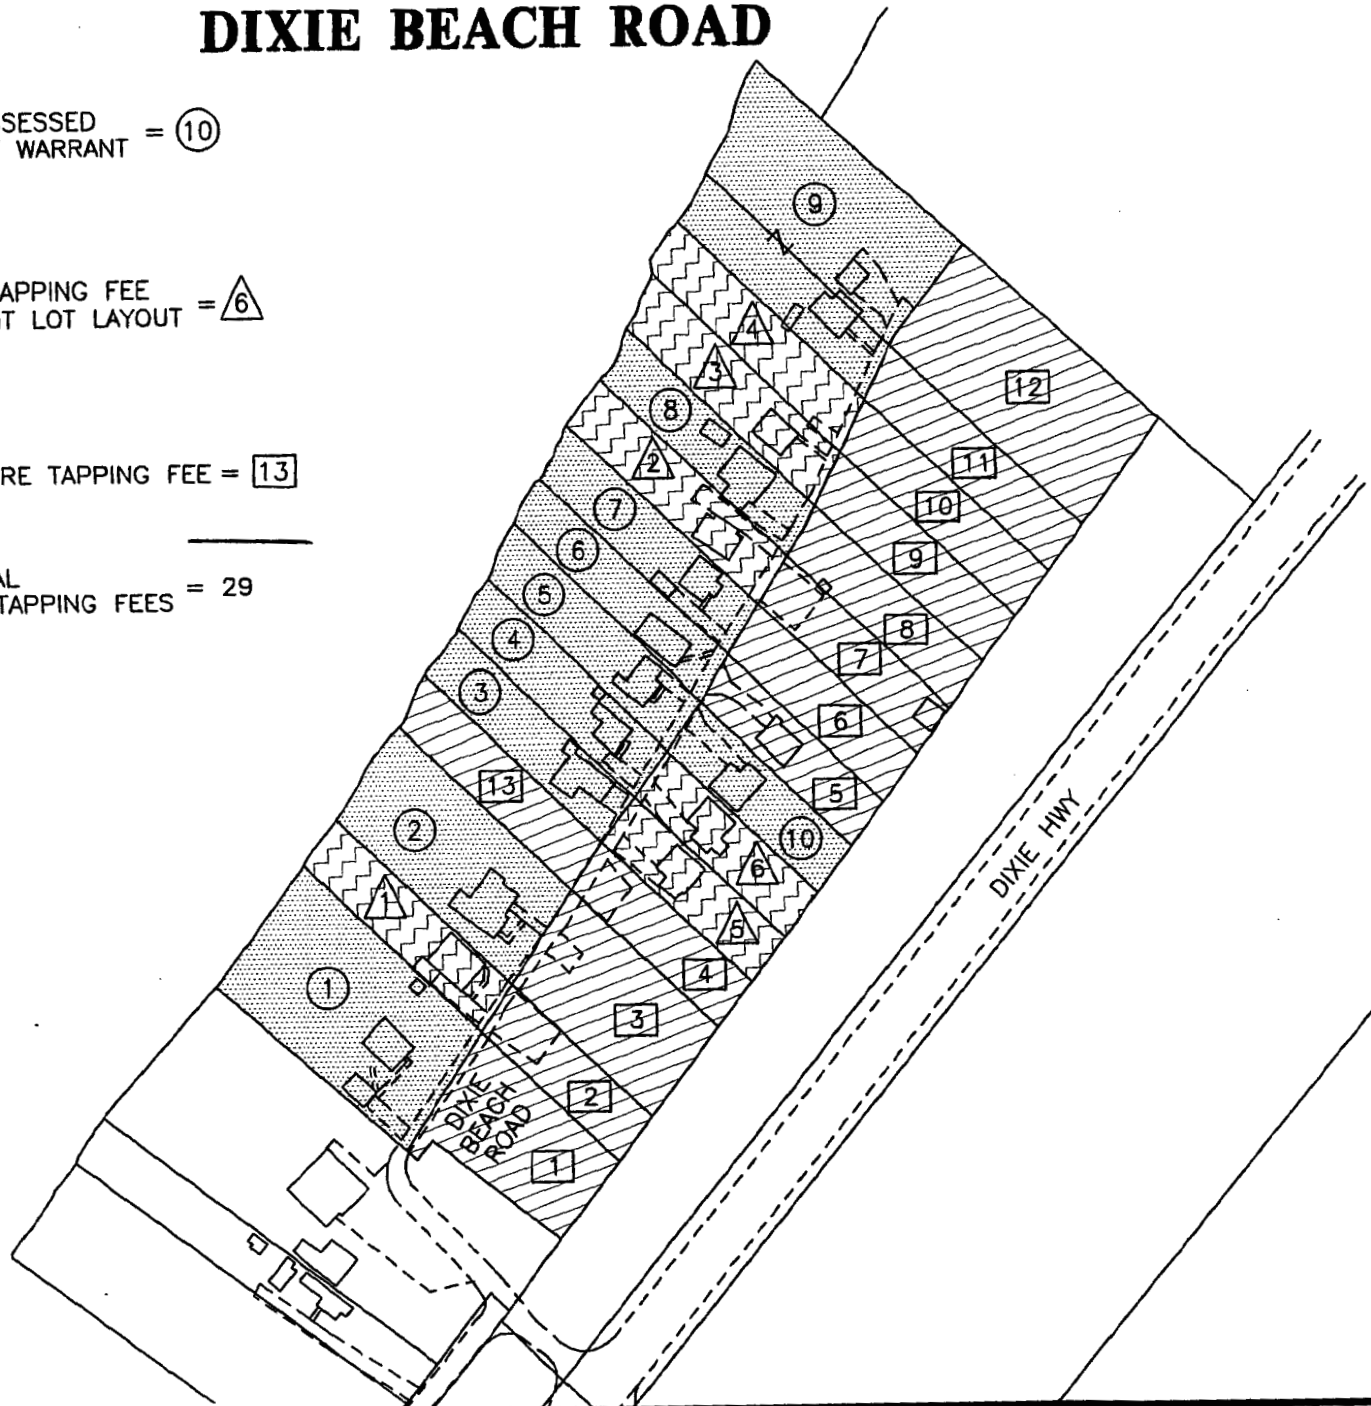 DIXIE BEACH ROAD
SESSED
WARRANT = 10
APPING FEE
T LOT LAYOUT = 6
RE TAPPING FEE = 13
AL
TAPPING FEES = 29
9
12
4
3
11
8
10
2
9
7
6
8
5
7
4
6
3
13
5
2
10
6
1
5
4
1
3
2
1
DIXIE HWY
DIXIE
BEACH
ROAD